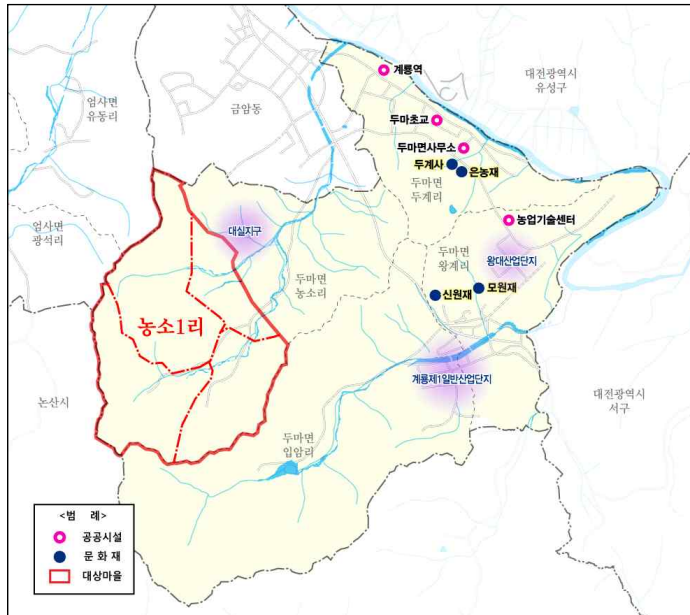 계룡역
대전광역시
유성구
엄사면
유동리
금암동
두마초교
두마면사무소
두계사
은농재
두마면
두계리
농업기술센터
대실지구
엄사면
광석리
두마면
농소리
두마면
왕계리
왕대산업단지
모원재
신원재
농소1리
계룡제1일반산업단지
논산시
대전광역시
서구
두마면
입암리
<범 례>
공공시설
문 화 재
대상마을